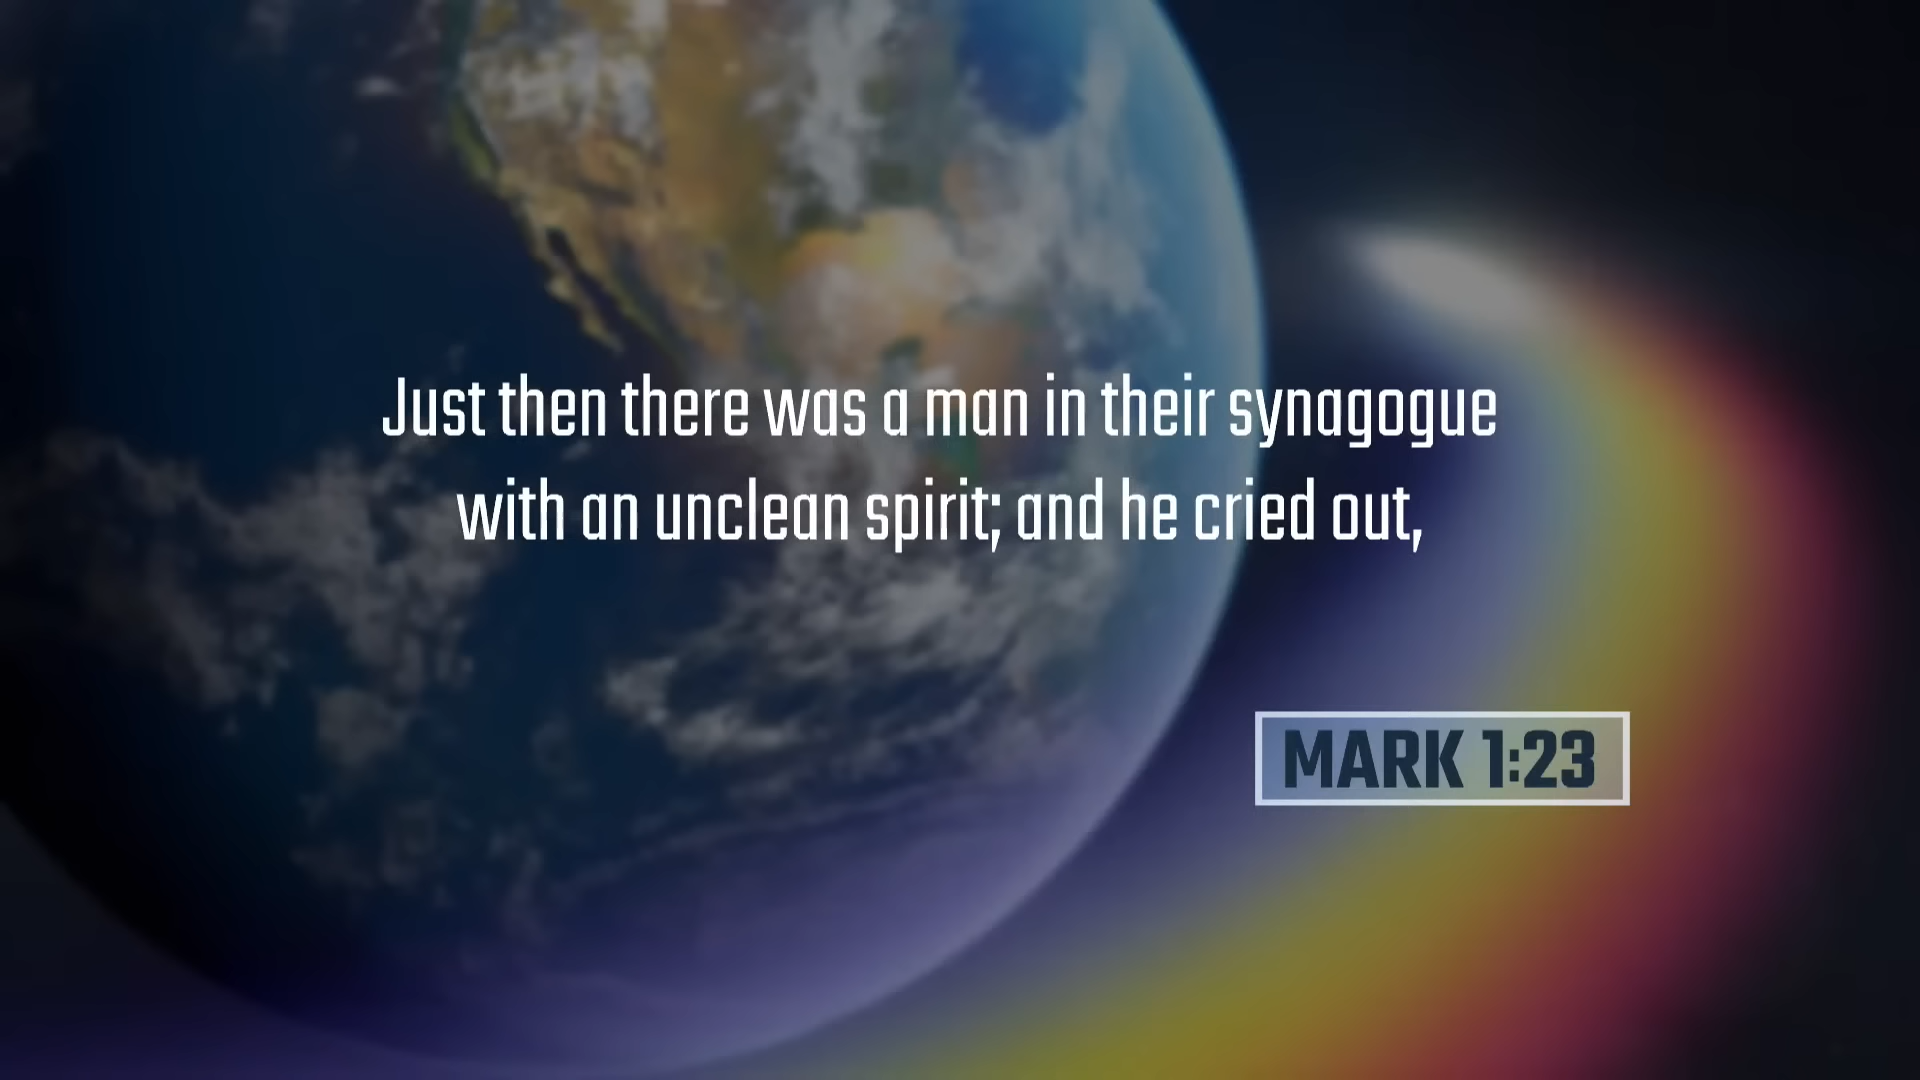 Just then there was a man in their synagogue
with an unclean spirit; and he cried out,
MARK 1:23